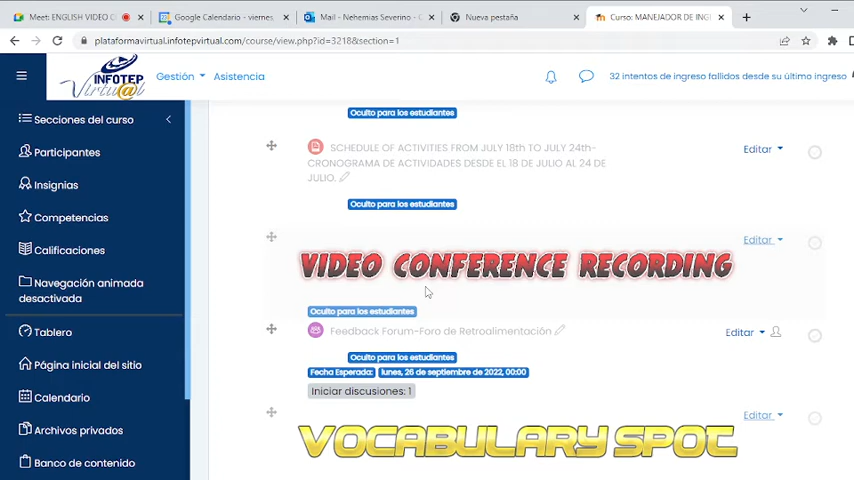 Meet: ENGLISH VIDEO C
Google Calendario - viernes
Mail - Nehemias Severino - 
Nueva pestaña
Curso: MANEJADOR DE ING
plataformavirtual.infotepvirtual.com/course/view.php?id=3218&section=1
INFOTEP
Virtu@l
Gestión
Asistencia
32 intentos de ingreso fallidos desde su último ingreso
Secciones del curso
Participantes
Insignias
Competencias
Calificaciones
Navegación animada
desactivada
Tablero
Página inicial del sitio
Calendario
Archivos privados
Banco de contenido
Oculto para los estudiantes
SCHEDULE OF ACTIVITIES FROM JULY 18th TO JULY 24th-
CRONOGRAMA DE ACTIVIDADES DESDE EL 18 DE JULIO AL 24 DE
JULIO.
Editar
Oculto para los estudiantes
Editar
VIDEO CONFERENCE RECORDING
Oculto para los estudiantes
Feedback Forum-Foro de Retroalimentación
Editar
Oculto para los estudiantes
Fecha Esperada: lunes, 26 de septiembre de 2022, 00:00
Iniciar discusiones: 1
Editar
VOCABULARY SPOT